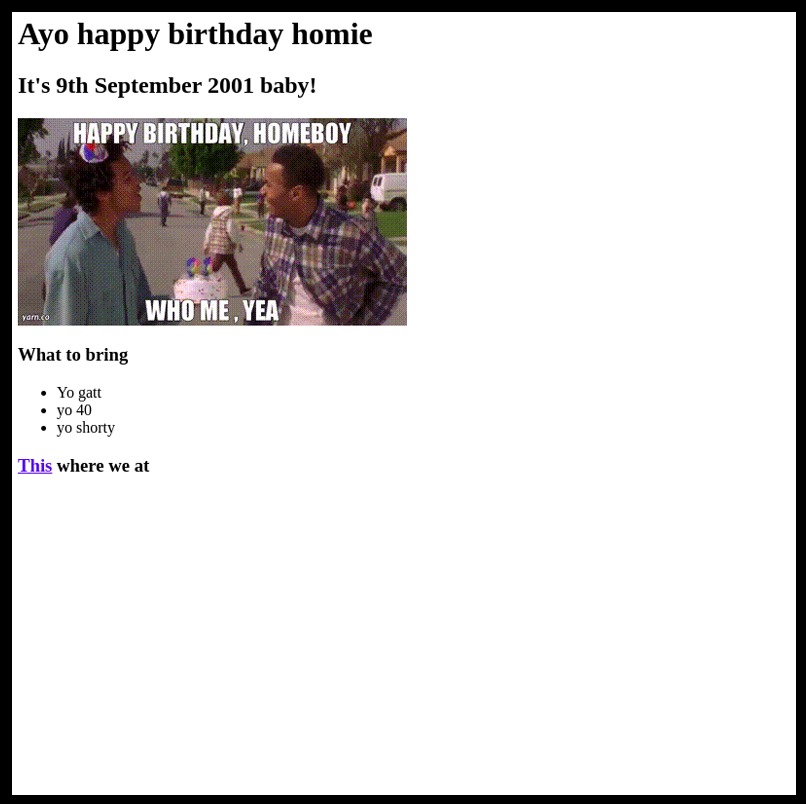 Ayo happy birthday homie
It's 9th September 2001 baby!
HAPPY BIRTHDAY, HOMEBOY
WHO ME , YEA
yarn.co
What to bring
Yo gatt
yo 40
yo shorty
This where we at